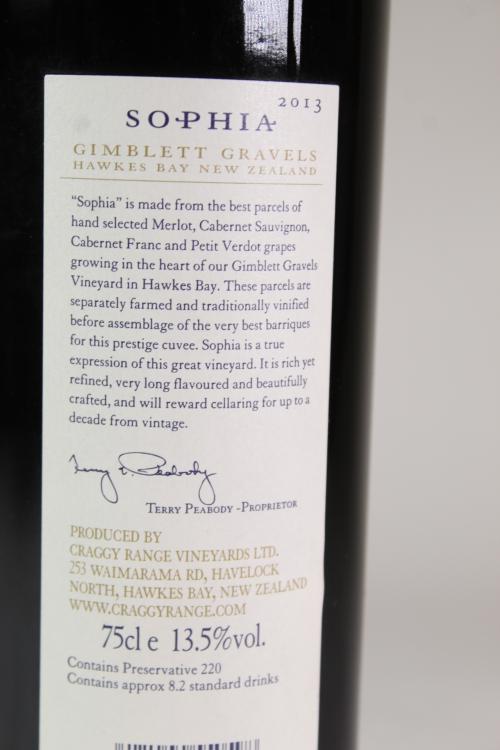 2013
SOPHIA
GIMBLETT GRAVELS
HAWKES BAY NEW ZEALAND
"Sophia" is made from the best parcels of
hand selected Merlot, Cabernet Sauvignon,
Cabernet Franc and Petit Verdot grapes
growing in the heart of our Gimblett Gravels
Vineyard in Hawkes Bay. These parcels are
separately farmed and traditionally vinified
before assemblage of the very best barriques
for this prestige cuvee. Sophia is a true
expression of this great vineyard. It is rich yet
refined, very long flavoured and beautifully
crafted, and will reward cellaring for up to a
decade from vintage.
Terry E. Peabody
TERRY PEABODY -PROPRIETOR
PRODUCED BY
CRAGGY RANGE VINEYARDS LTD.
253 WAIMARAMA RD, HAVELOCK
NORTH, HAWKES BAY, NEW ZEALAND
WWW.CRAGGYRANGE.COM
75cl e 13.5%vol.
Contains Preservative 220
Contains approx 8.2 standard drinks